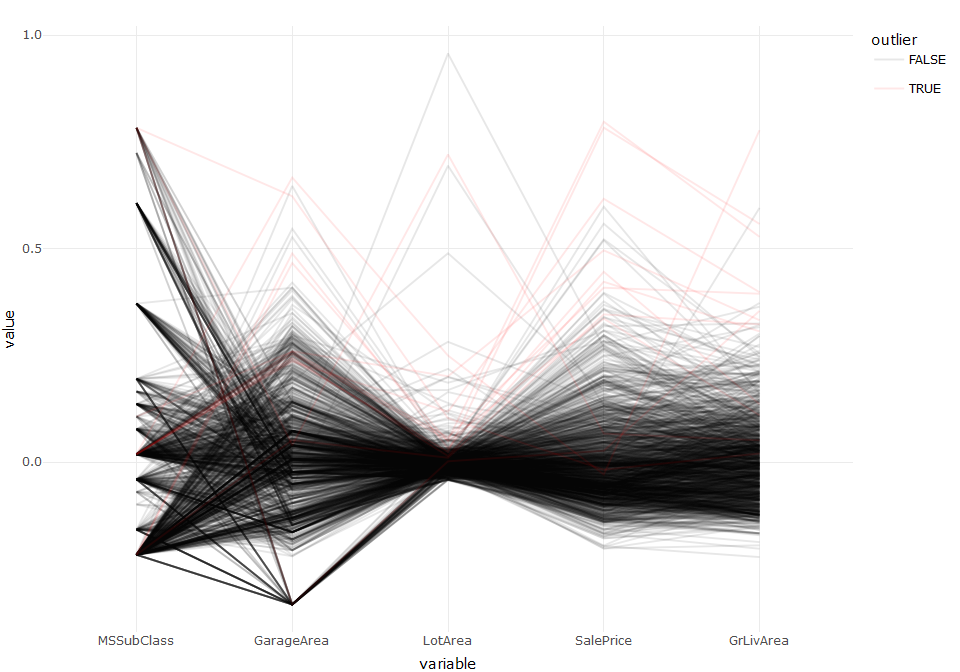 1.0
0.5
0.0
value
MSSubClass
GarageArea
LotArea
SalePrice
GrLivArea
variable
outlier
FALSE
TRUE